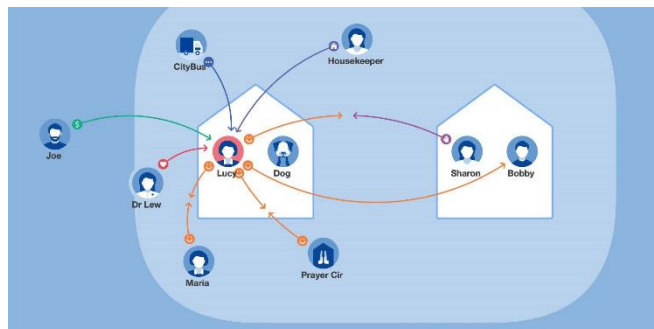 CityBus
Housekeeper
Joe
Lucy
Dog
Sharon
Bobby
Dr Lew
Maria
Prayer Cir